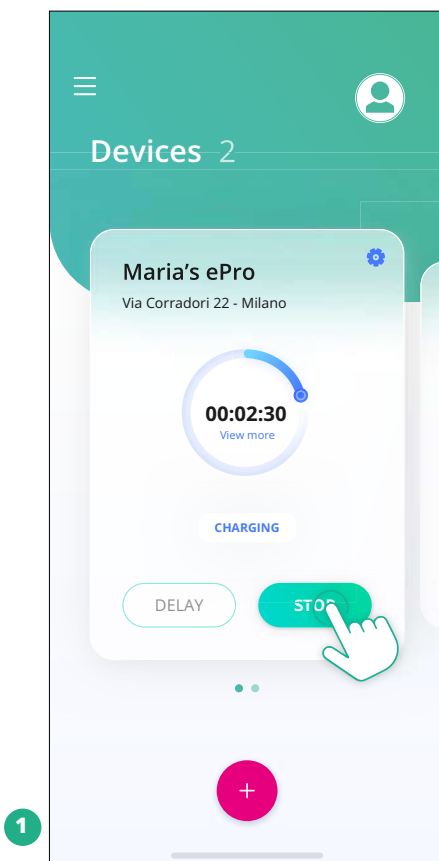 Devices 2
Maria's ePro
Via Corradori 22 - Milano
00:02:30
View more
CHARGING
DELAY STOP
1